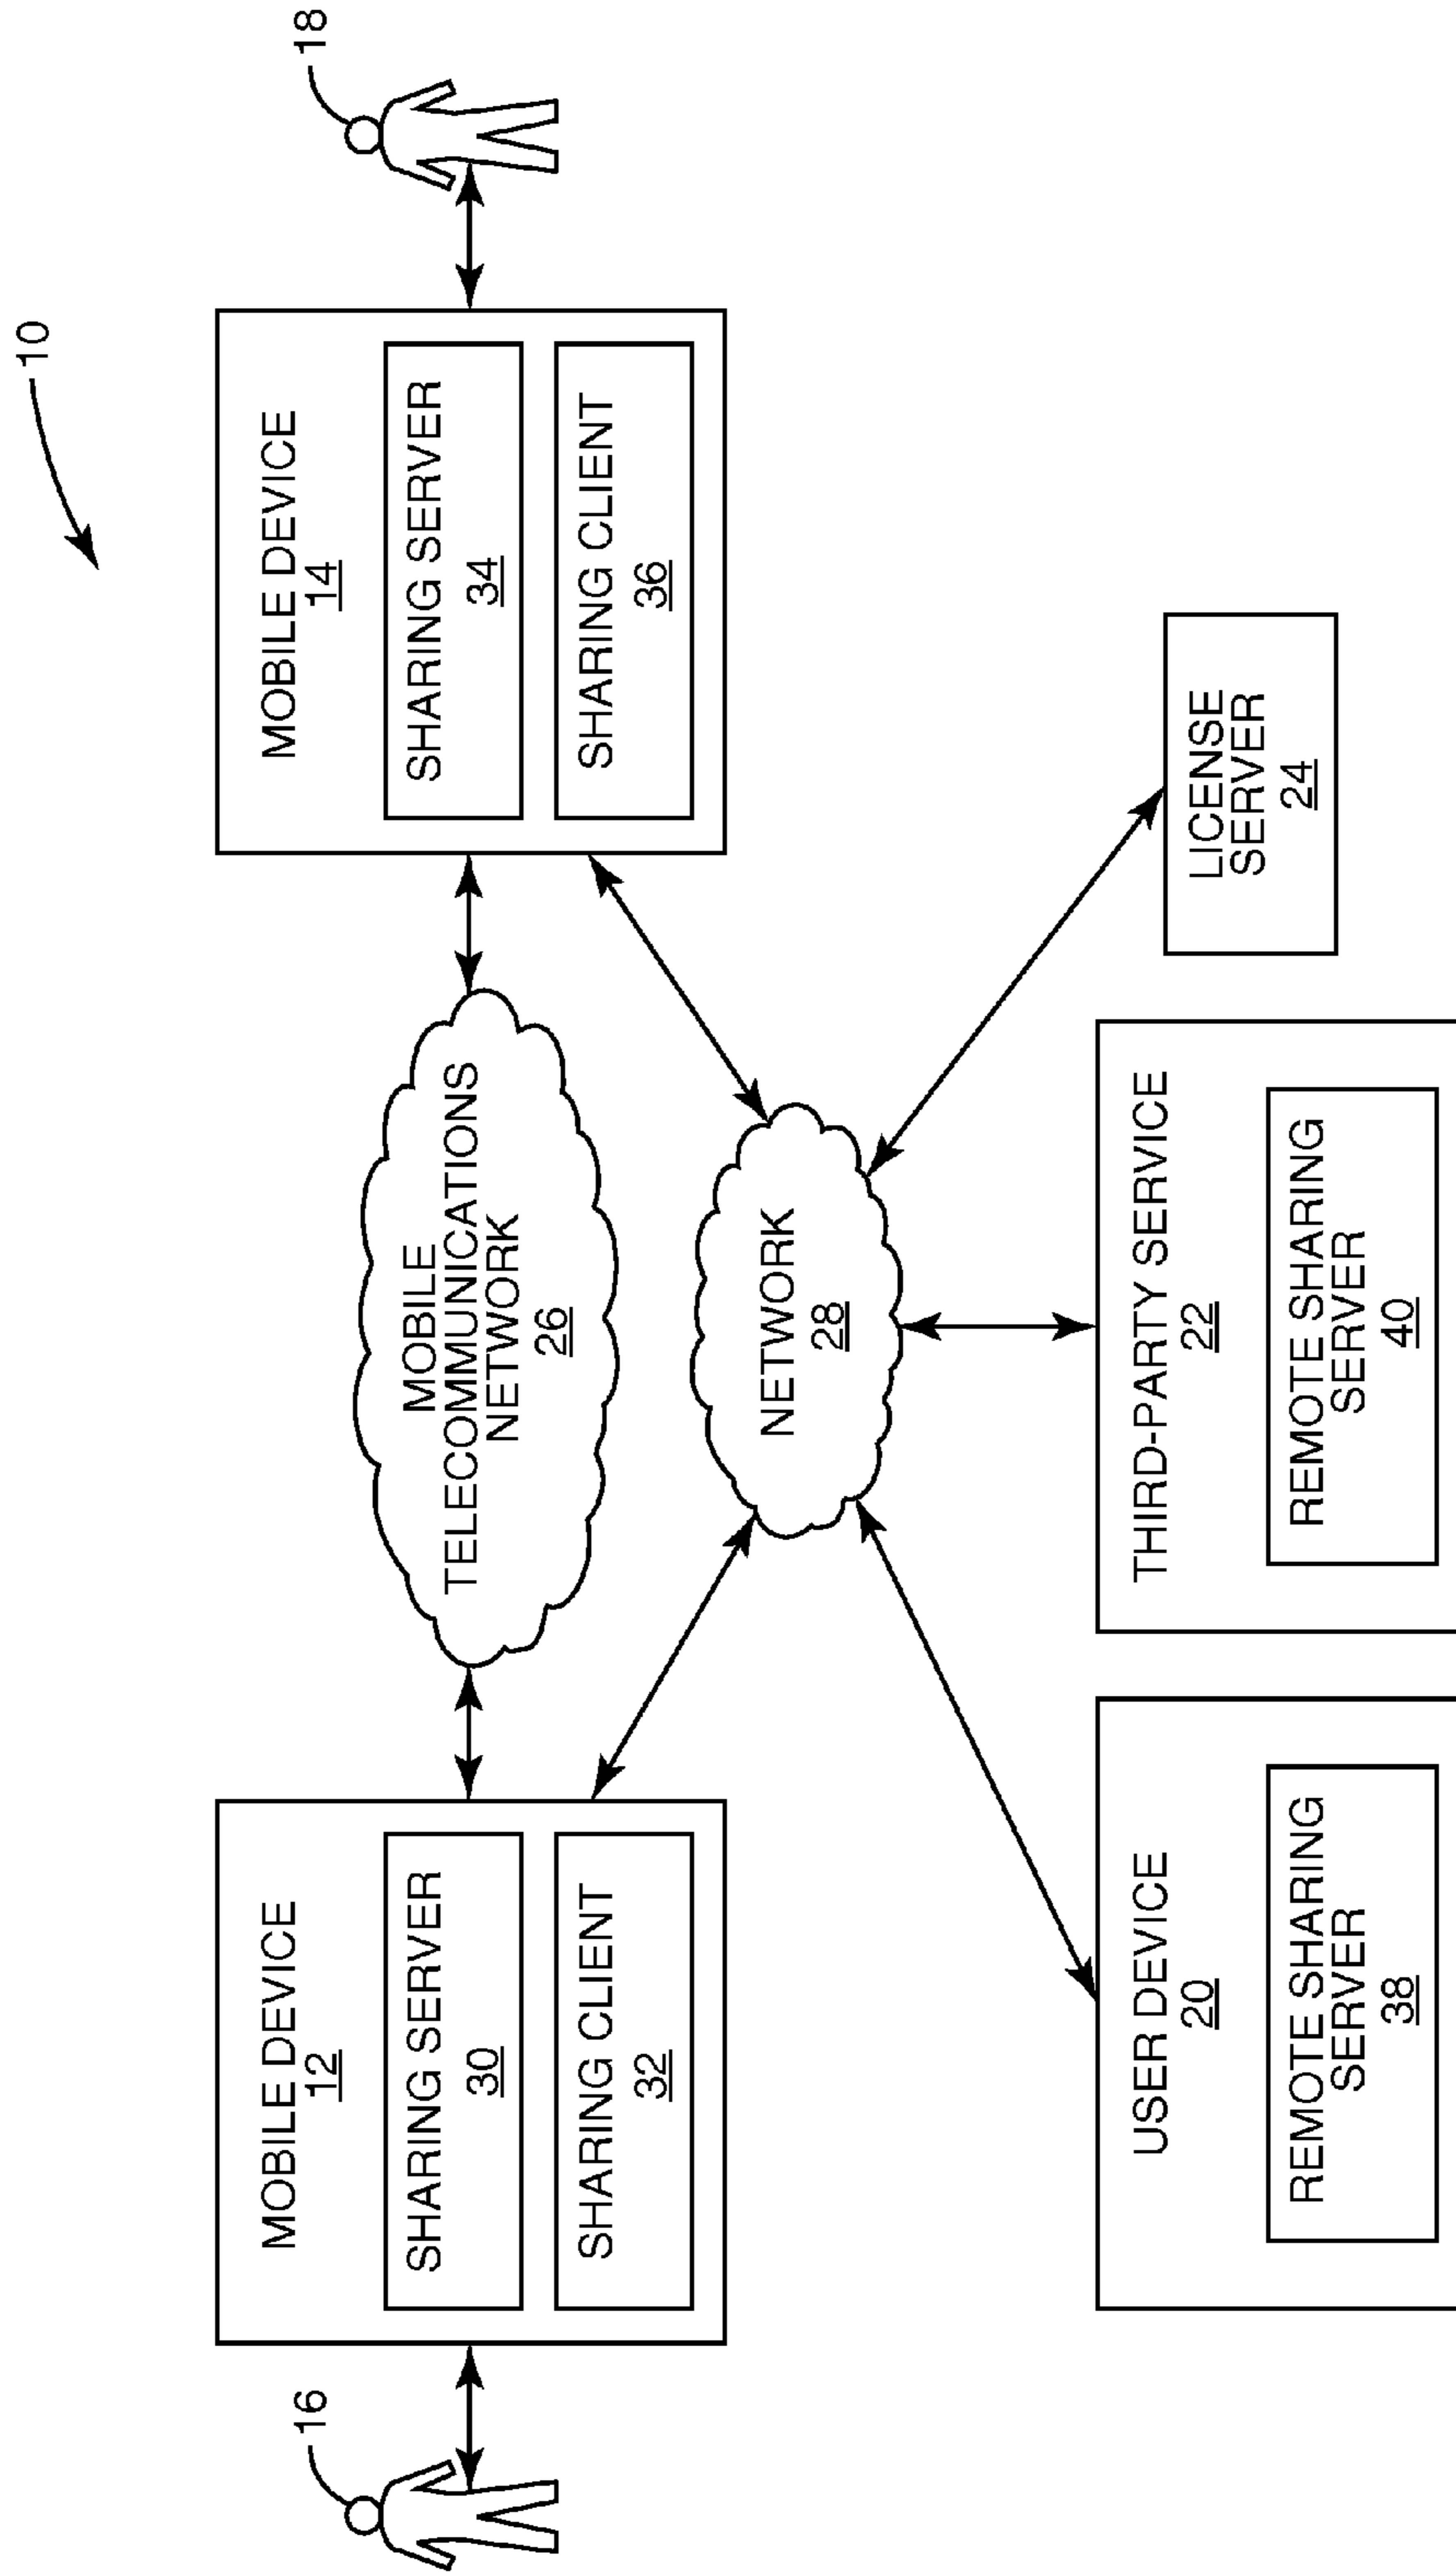 10
16
18
MOBILE DEVICE
12
SHARING SERVER
30
SHARING CLIENT
32
MOBILE
TELECOMMUNICATIONS
NETWORK
26
MOBILE DEVICE
14
SHARING SERVER
34
SHARING CLIENT
36
NETWORK
28
USER DEVICE
20
REMOTE SHARING
SERVER
38
THIRD-PARTY SERVICE
22
REMOTE SHARING
SERVER
40
LICENSE
SERVER
24